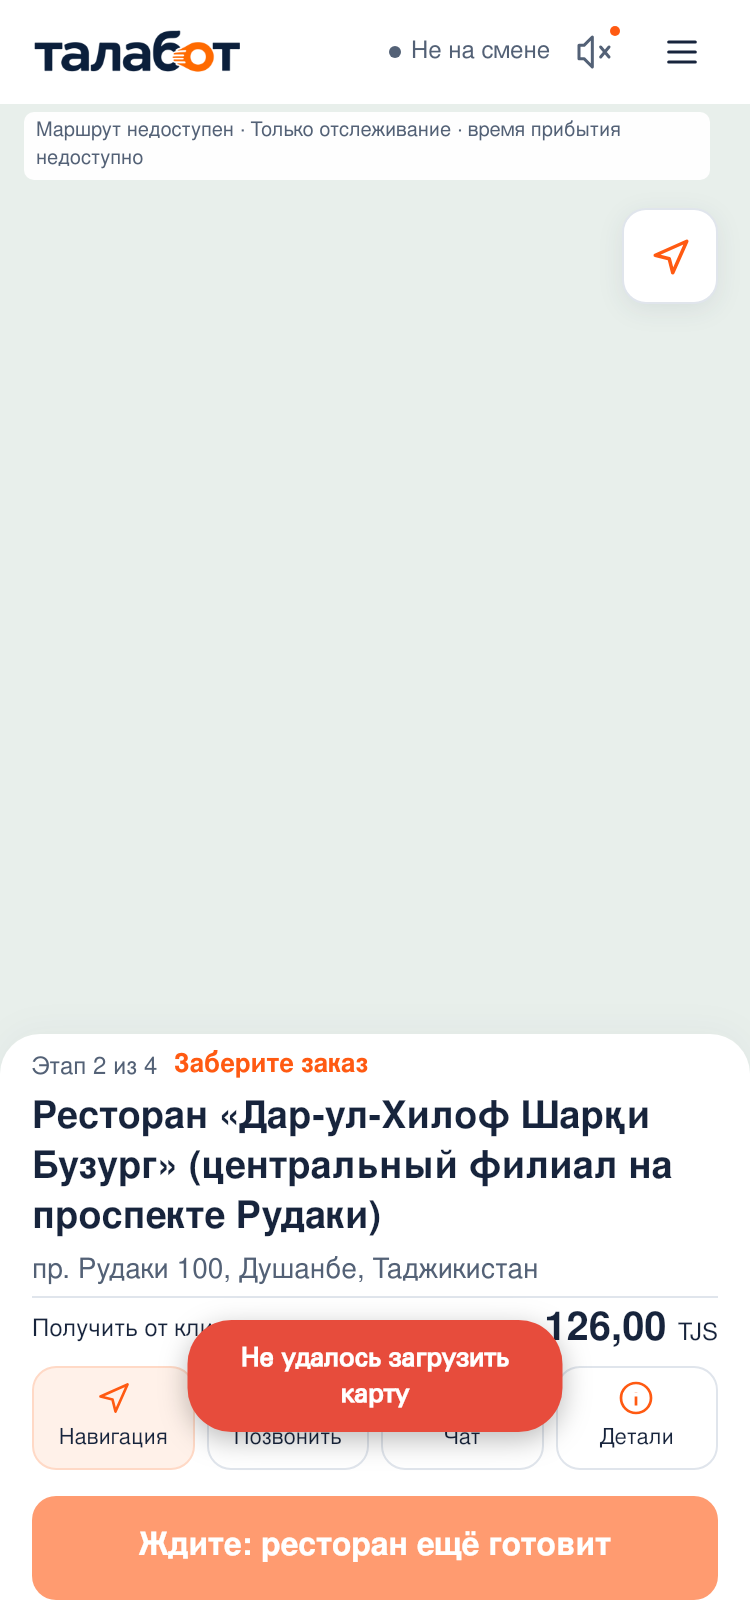 талабот
Не на смене
Маршрут недоступен · Только отслеживание · время прибытия
недоступно
Этап 2 из 4 Заберите заказ
Ресторан «Дар-ул-Хилоф Шарқи
Бузург» (центральный филиал на
проспекте Рудаки)
пр. Рудаки 100, Душанбе, Таджикистан
Получить от 126,00 TJS
Не удалось загрузить
карту
Навигация
Позвонить
Чат
Детали
Ждите: ресторан ещё готовит